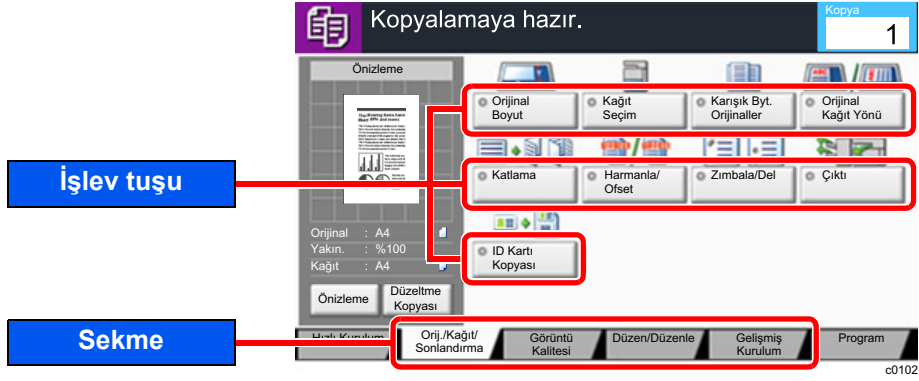 Kopyalamaya hazır.
Kopya
1
Önizleme
Orijinal
Boyut
Kağıt
Seçim
Karışık Byt.
Orijinaller
Orijinal
Kağıt Yönü
İşlev tuşu
Katlama
Harmanla/
Ofset
Zımbala/Del
Çıktı
Orijinal : A4
Yakın. : %100
Kağıt : A4
ID Kartı
Kopyası
Önizleme
Düzeltme
Kopyası
Sekme
Hızlı Kurulum
Orij./Kağıt/
Sonlandırma
Görüntü
Kalitesi
Düzen/Düzenle
Gelişmiş
Kurulum
Program
c0102